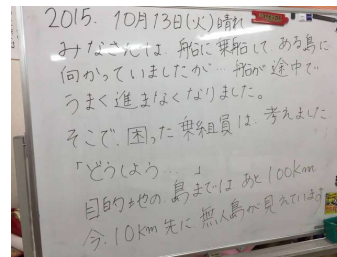 2015. 10月13日(火)晴れ
みなさんは、船に乗船して、ある島に
向かっていましたが… 船が途中で
うまく進まなくなりました。
そこで、困った乗組員は、考えました
「どうしよう…」
目的地の島まではあと100km
今、10km先に無人島が見えています